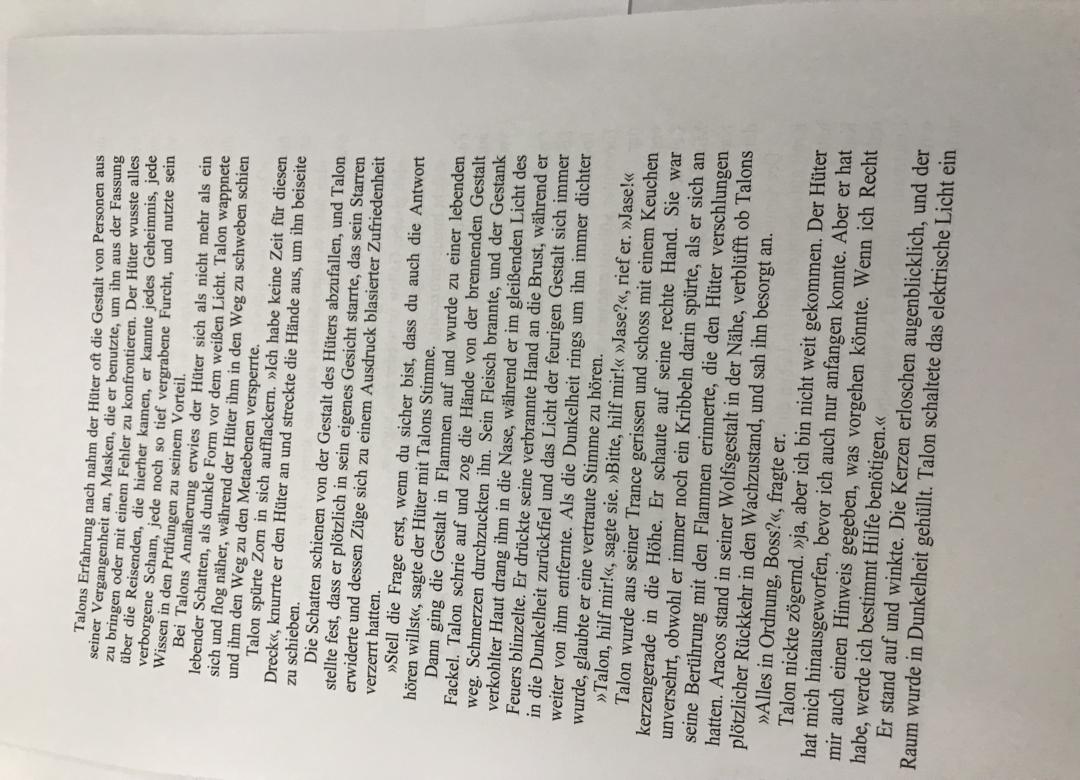 Talons Erfahrung nach nahm der Hüter oft die Gestalt von Personen aus
seiner Vergangenheit an, Masken, die er benutzte, um ihn aus der Fassung
zu bringen oder mit einem Fehler zu konfrontieren. Der Hüter wusste alles
über die Reisenden, die hierher kamen, er kannte jedes Geheimnis, jede
verborgene Scham, jede noch so tief vergrabene Furcht, und nutzte sein
Wissen in den Prüfungen zu seinem Vorteil.
Bei Talons Annäherung erwies der Hüter sich als nicht mehr als ein
lebender Schatten, als dunkle Form vor dem weißen Licht. Talon wappnete
sich und flog näher, während der Hüter ihm in den Weg zu schweben schien
und ihm den Weg zu den Metaebenen versperrte.
Talon spürte Zorn in sich aufflackern. »Ich habe keine Zeit für diesen
Dreck«, knurrte er den Hüter an und streckte die Hände aus, um ihn beiseite
zu schieben.
Die Schatten schienen von der Gestalt des Hüters abzufallen, und Talon
stellte fest, dass er plötzlich in sein eigenes Gesicht starrte, das sein Starren
erwiderte und dessen Züge sich zu einem Ausdruck blasierter Zufriedenheit
verzerrt hatten.
»Stell die Frage erst, wenn du sicher bist, dass du auch die Antwort
hören willst«, sagte der Hüter mit Talons Stimme.
Dann ging die Gestalt in Flammen auf und wurde zu einer lebenden
Fackel. Talon schrie auf und zog die Hände von der brennenden Gestalt
weg. Schmerzen durchzuckten ihn. Sein Fleisch brannte, und der Gestank
verkohlter Haut drang ihm in die Nase, während er im gleißenden Licht des
Feuers blinzelte. Er drückte seine verbrannte Hand an die Brust, während er
in die Dunkelheit zurückfiel und das Licht der feurigen Gestalt sich immer
weiter von ihm entfernte. Als die Dunkelheit rings um ihn immer dichter
wurde, glaubte er eine vertraute Stimme zu hören.
»Talon, hilf mir!«, sagte sie. »Bitte, hilf mir!« »Jase?«, rief er. »Jase!«
Talon wurde aus seiner Trance gerissen und schoss mit einem Keuchen
kerzengerade in die Höhe. Er schaute auf seine rechte Hand. Sie war
unversehrt, obwohl er immer noch ein Kribbeln darin spürte, als er sich an
seine Berührung mit den Flammen erinnerte, die den Hüter verschlungen
hatten. Aracos stand in seiner Wolfsgestalt in der Nähe, verblüfft ob Talons
plötzlicher Rückkehr in den Wachzustand, und sah ihn besorgt an.
»Alles in Ordnung, Boss?«, fragte er.
Talon nickte zögernd. »ja, aber ich bin nicht weit gekommen. Der Hüter
hat mich hinausgeworfen, bevor ich auch nur anfangen konnte. Aber er hat
mir auch einen Hinweis gegeben, was vorgehen könnte. Wenn ich Recht
habe, werde ich bestimmt Hilfe benötigen.«
Er stand auf und winkte. Die Kerzen erloschen augenblicklich, und der
Raum wurde in Dunkelheit gehüllt. Talon schaltete das elektrische Licht ein